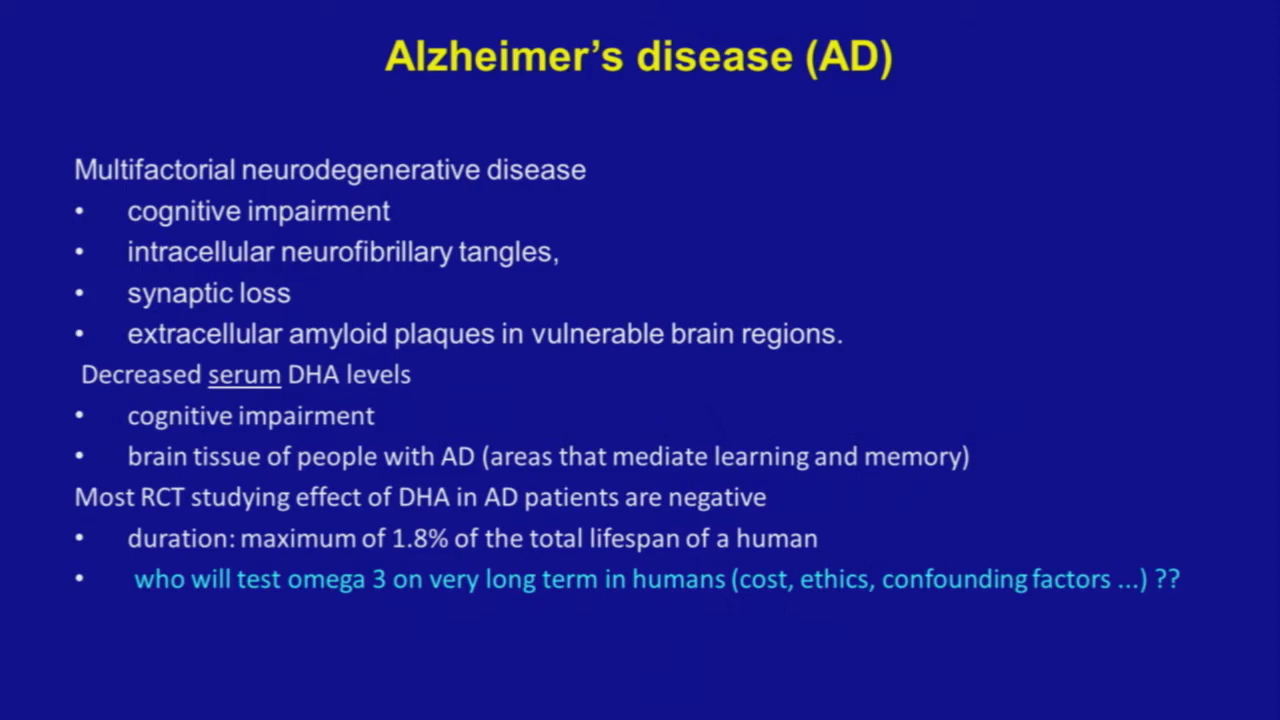 Alzheimer’s disease (AD)
Multifactorial neurodegenerative disease
• cognitive impairment
• intracellular neurofibrillary tangles,
• synaptic loss
• extracellular amyloid plaques in vulnerable brain regions.
Decreased serum DHA levels
• cognitive impairment
• brain tissue of people with AD (areas that mediate learning and memory)
Most RCT studying effect of DHA in AD patients are negative
• duration: maximum of 1.8% of the total lifespan of a human
• who will test omega 3 on very long term in humans (cost, ethics, confounding factors ...) ??